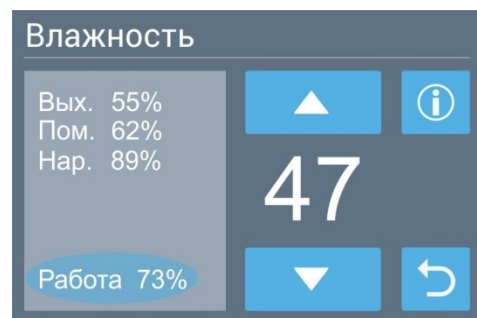 Влажность
Вых. 55%
Пом. 62%
Нар. 89%
47
Работа 73%